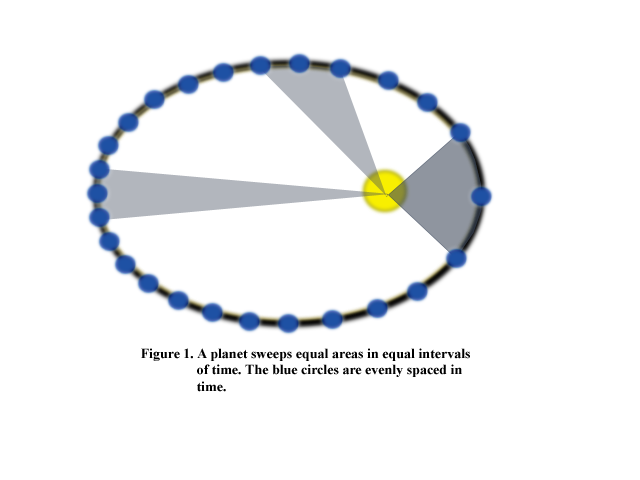 Figure 1. A planet sweeps equal areas in equal intervals
of time. The blue circles are evenly spaced in
time.